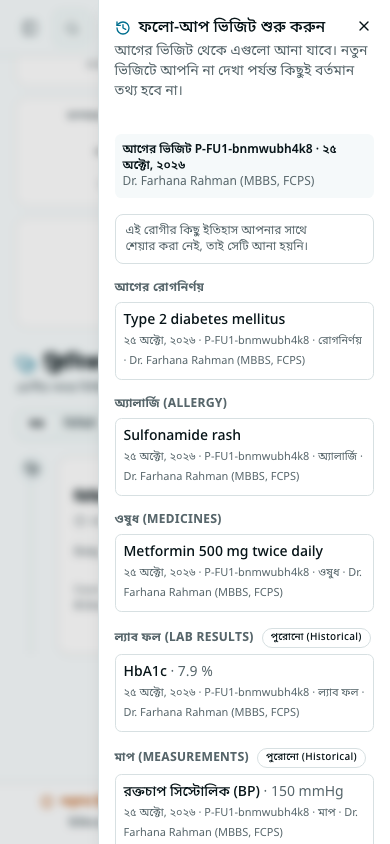 ফলো-আপ ভিজিট শুরু করুন
আগের ভিজিট থেকে এগুলো আনা যাবে। নতুন
ভিজিটে আপনি না দেখা পর্যন্ত কিছুই বর্তমান
তথ্য হবে না।
আগের ভিজিট P-FU1-bnmwubh4k8 · ২৫
অক্টো, ২০২৬
Dr. Farhana Rahman (MBBS, FCPS)
এই রোগীর কিছু ইতিহাস আপনার সাথে
শেয়ার করা নেই, তাই সেটি আনা হয়নি।
আগের রোগনির্ণয়
Type 2 diabetes mellitus
২৫ অক্টো, ২০২৬ · P-FU1-bnmwubh4k8 · রোগনির্ণয়
· Dr. Farhana Rahman (MBBS, FCPS)
অ্যালার্জি (ALLERGY)
Sulfonamide rash
২৫ অক্টো, ২০২৬ · P-FU1-bnmwubh4k8 · অ্যালার্জি ·
Dr. Farhana Rahman (MBBS, FCPS)
ওষুধ (MEDICINES)
Metformin 500 mg twice daily
২৫ অক্টো, ২০২৬ · P-FU1-bnmwubh4k8 · ওষুধ · Dr.
Farhana Rahman (MBBS, FCPS)
ল্যাব ফল (LAB RESULTS) পুরোনো (Historical)
HbA1c · 7.9 %
২৫ অক্টো, ২০২৬ · P-FU1-bnmwubh4k8 · ল্যাব ফল ·
Dr. Farhana Rahman (MBBS, FCPS)
মাপ (MEASUREMENTS) পুরোনো (Historical)
রক্তচাপ সিস্টোলিক (BP) · 150 mmHg
২৫ অক্টো, ২০২৬ · P-FU1-bnmwubh4k8 · মাপ · Dr.
Farhana Rahman (MBBS, FCPS)